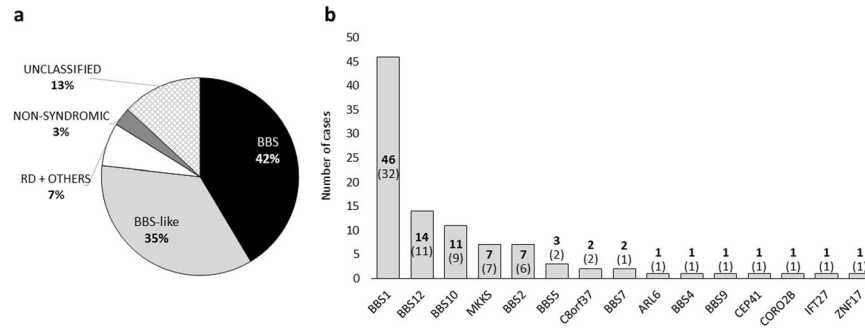 a
UNCLASSIFIED
13%
NON-SYNDROMIC
3%
RD + OTHERS
7%
BBS
42%
BBS-like
35%
b
Number of cases
50
45
40
35
30
25
20
15
10
5
0
46
(32)
14
(11)
11
(9)
7
(7)
7
(6)
3
(2)
2
(2)
2
(1)
1
(1)
1
(1)
1
(1)
1
(1)
1
(1)
1
(1)
1
(1)
BBS1
BBS12
BBS10
MKKS
BBS2
BBS5
C8orf37
BBS7
ARL6
BBS4
BBS9
CEP41
CORO2B
IFT27
ZNF17